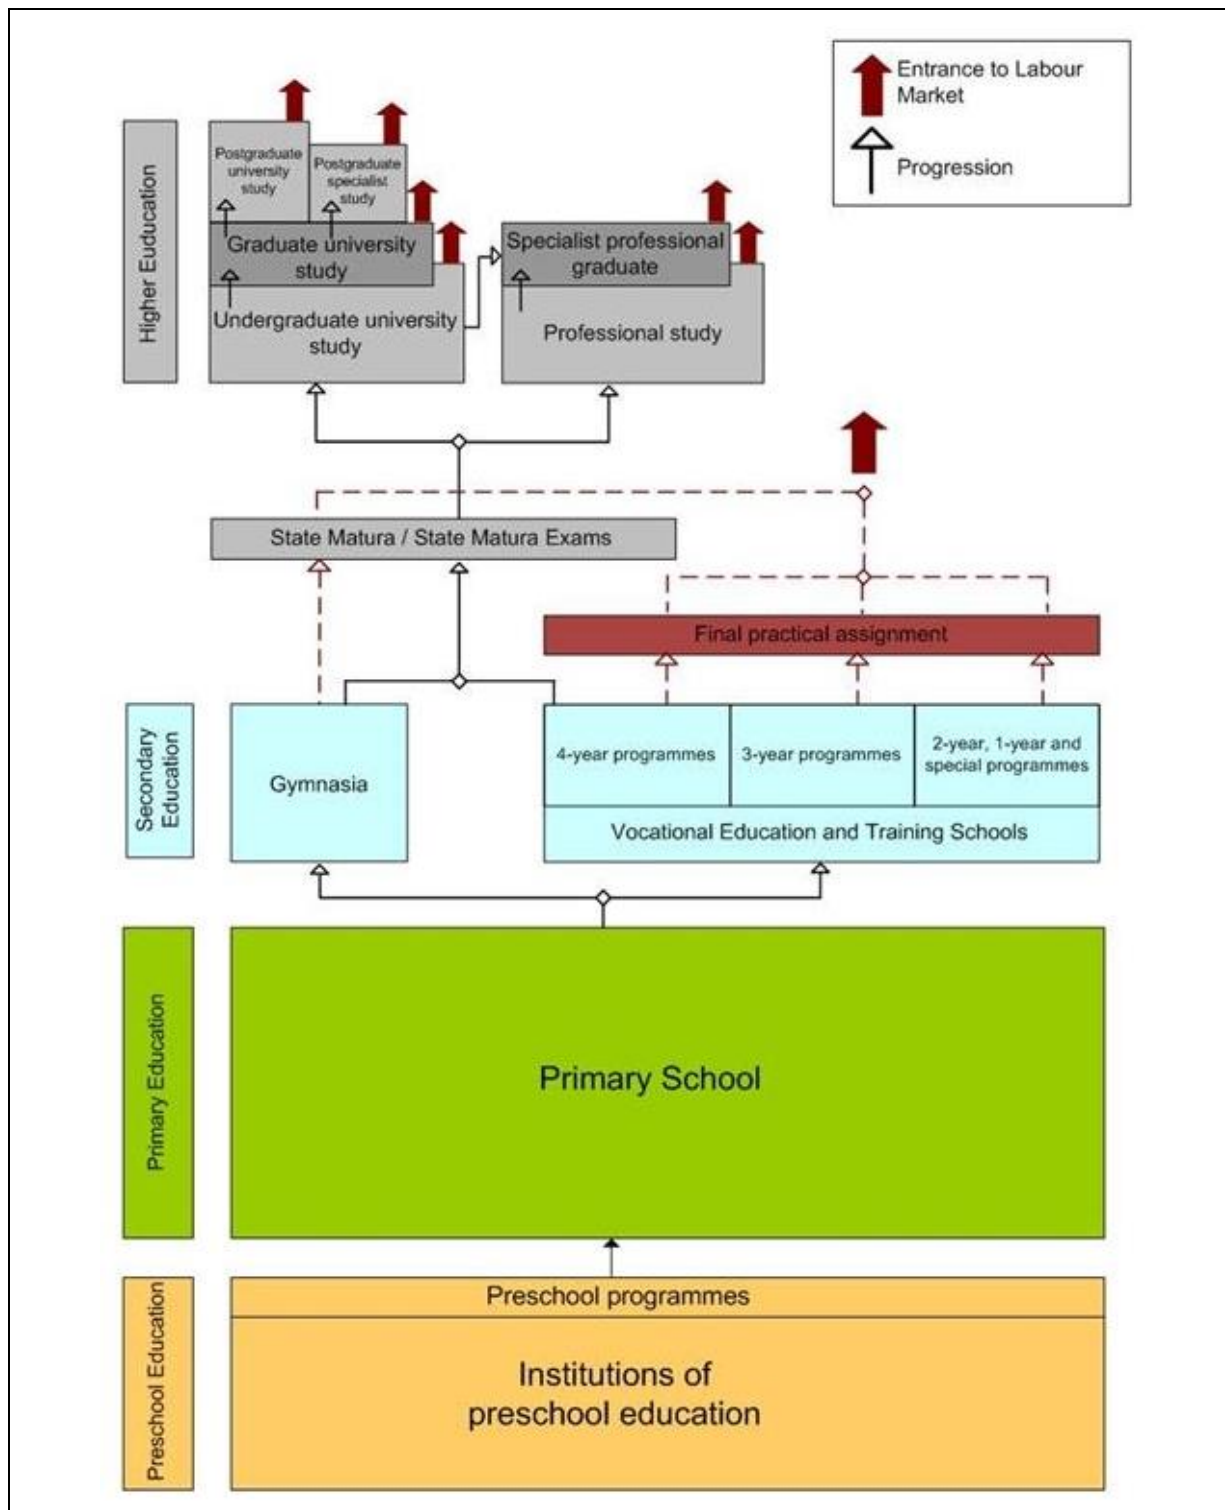 Entrance to Labour
Market
Progression
Higher Euducation
Postgraduate
university
study
Postgraduate
specialist
study
Graduate university
study
Undergraduate university
study
Specialist professional
graduate
Professional study
State Matura / State Matura Exams
Final practical assignment
Secondary
Education
Gymnasia
4-year programmes
3-year programmes
2-year, 1-year and
special programmes
Vocational Education and Training Schools
Primary Education
Primary School
Preschool Education
Preschool programmes
Institutions of
preschool education